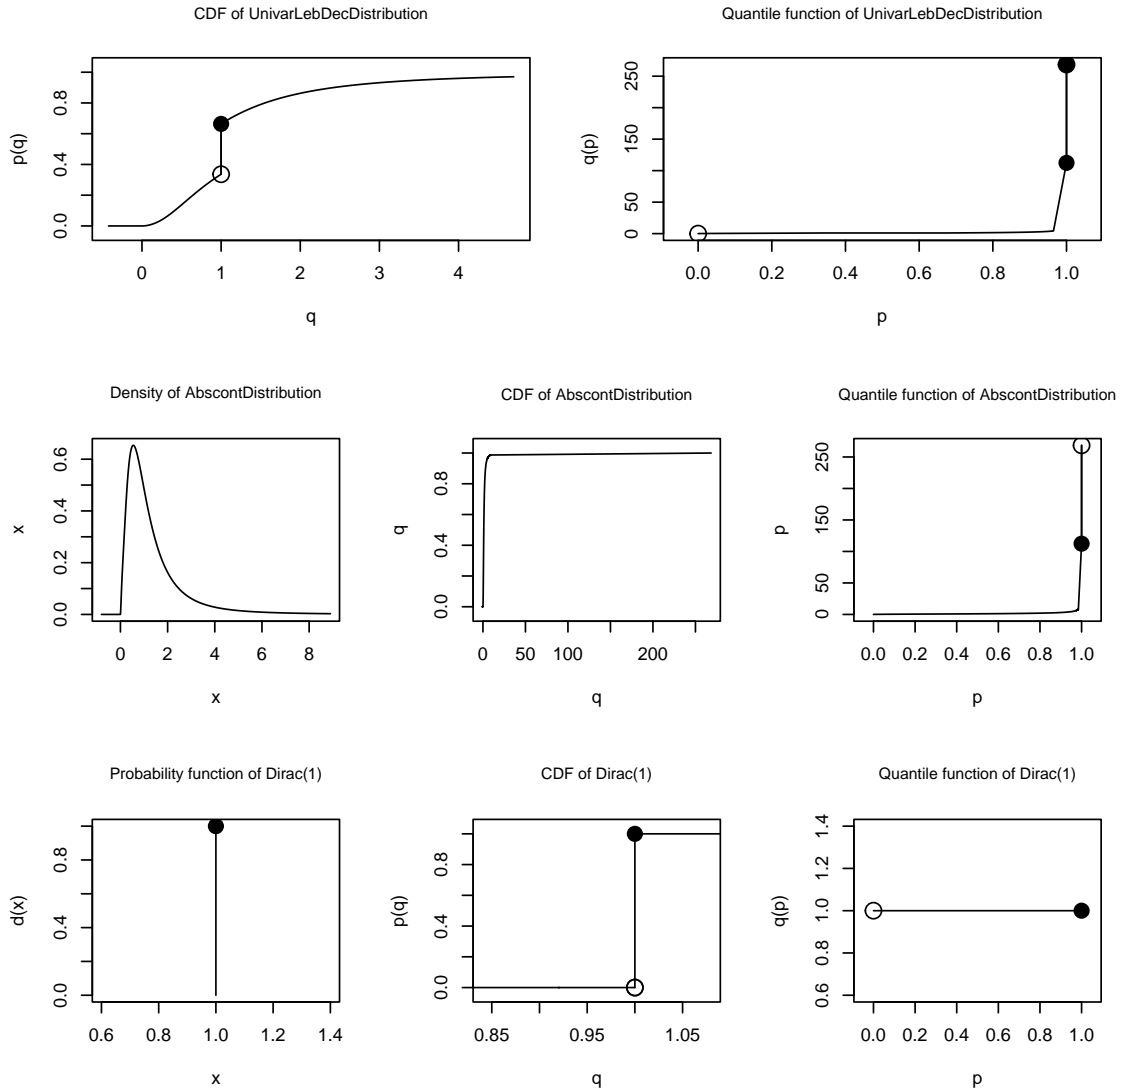 CDF of UnivarLebDecDistribution
p(q)
0.0 0.4 0.8
0 1 2 3 4
q
Quantile function of UnivarLebDecDistribution
q(p)
0 50 150 250
0.0 0.2 0.4 0.6 0.8 1.0
p
Density of AbscontDistribution
x
0.0 0.2 0.4 0.6
0 2 4 6 8
x
CDF of AbscontDistribution
q
0.0 0.4 0.8
0 50 100 200
q
Quantile function of AbscontDistribution
p
0 50 150 250
0.0 0.2 0.4 0.6 0.8 1.0
p
Probability function of Dirac(1)
d(x)
0.0 0.4 0.8
0.6 0.8 1.0 1.2 1.4
x
CDF of Dirac(1)
p(q)
0.0 0.4 0.8
0.85 0.95 1.05
q
Quantile function of Dirac(1)
q(p)
0.6 0.8 1.0 1.2 1.4
0.0 0.2 0.4 0.6 0.8 1.0
p